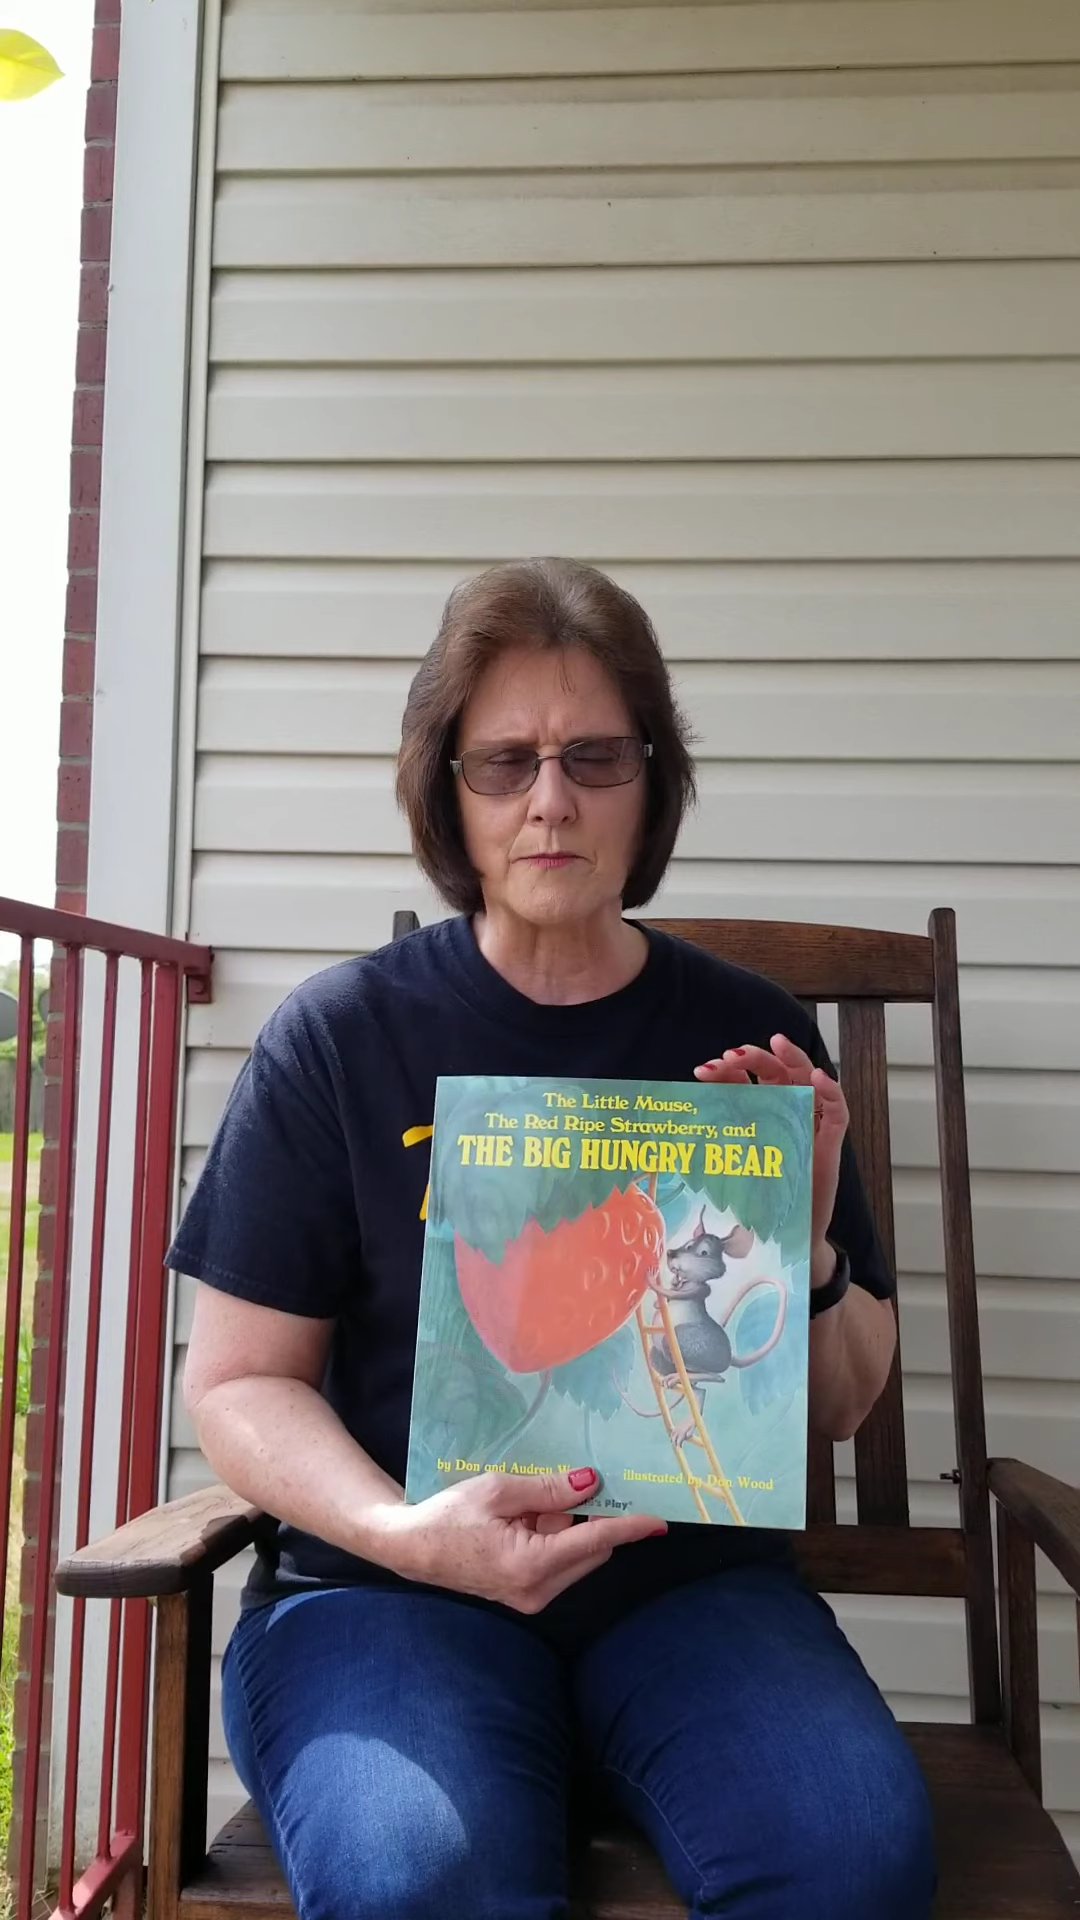 The Little Mouse,
The Red Ripe Strawberry, and
THE BIG HUNGRY BEAR
by Don and Audrey
illustrated by Don Wood
Play